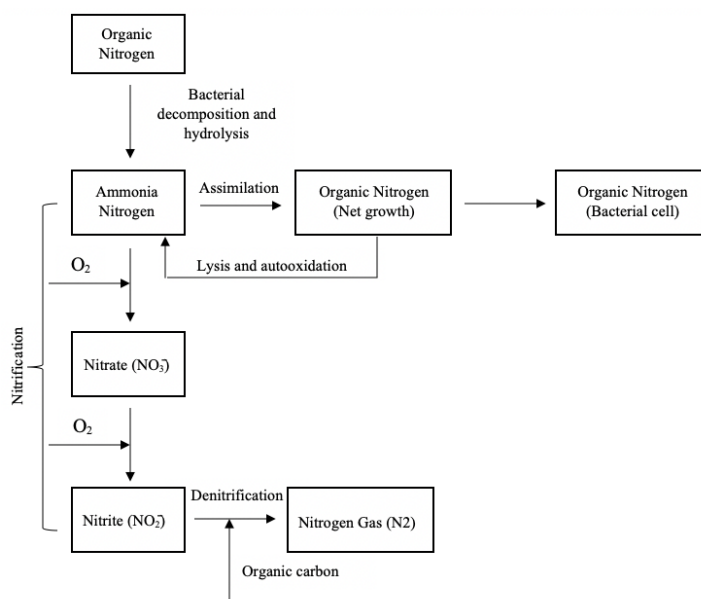 Organic
Nitrogen
Bacterial
decomposition and
hydrolysis
Ammonia
Nitrogen
Assimilation
Organic Nitrogen
(Net growth)
Organic Nitrogen
(Bacterial cell)
Lysis and autooxidation
O₂
Nitrification
Nitrate (NO₃⁻)
O₂
Nitrite (NO₂⁻)
Denitrification
Nitrogen Gas (N2)
Organic carbon